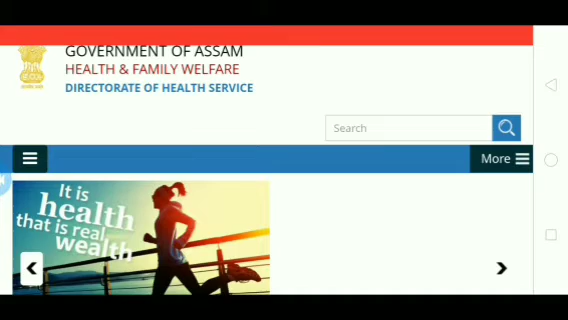 GOVERNMENT OF ASSAM
HEALTH & FAMILY WELFARE
DIRECTORATE OF HEALTH SERVICE
Search
More
It is
health
that is real
wealth